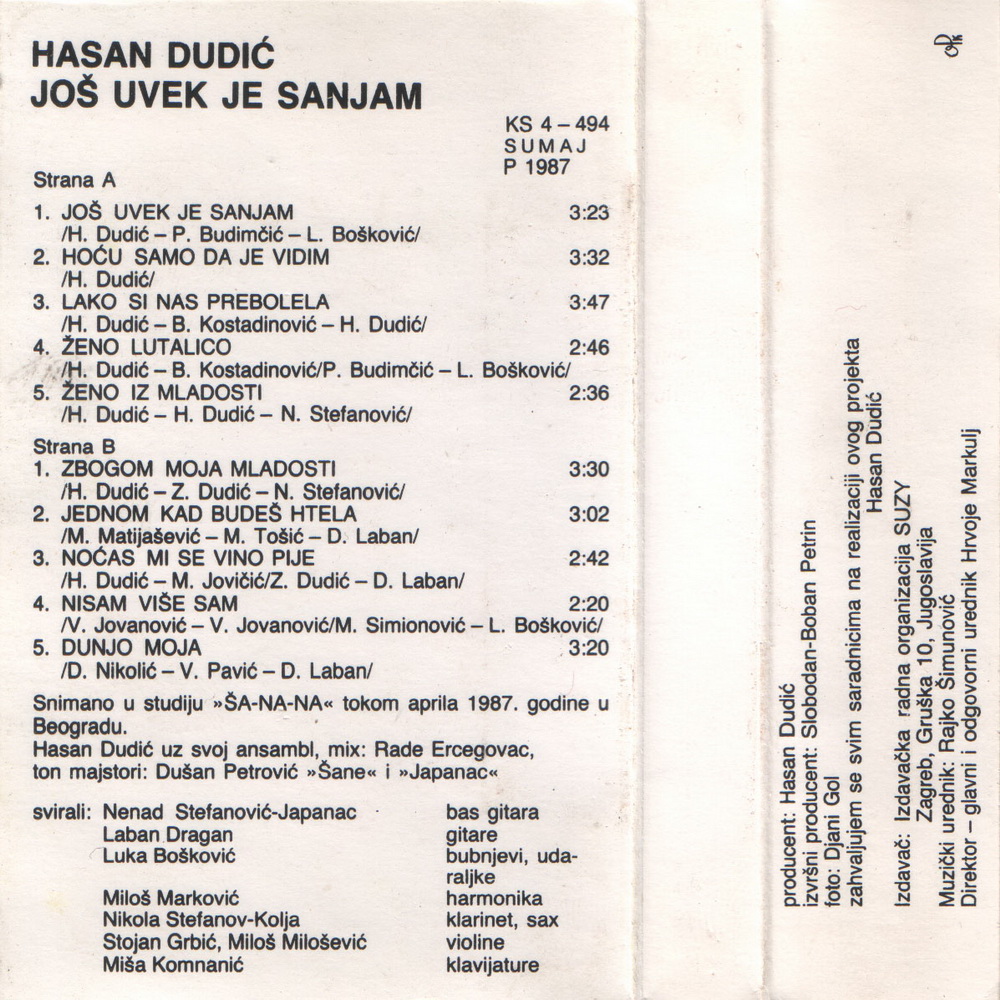 HASAN DUDIĆ
JOŠ UVEK JE SANJAM
KS 4 – 494
SUMAJ
P 1987
Strana A
1. JOŠ UVEK JE SANJAM 3:23
/H. Dudić – P. Budimčić – L. Bošković/
2. HOĆU SAMO DA JE VIDIM 3:32
/H. Dudić/
3. LAKO SI NAS PREBOLELA 3:47
/H. Dudić – B. Kostadinović – H. Dudić/
4. ŽENO LUTALICO 2:46
/H. Dudić – B. Kostadinović/P. Budimčić – L. Bošković/
5. ŽENO IZ MLADOSTI 2:36
/H. Dudić – H. Dudić – N. Stefanović/
Strana B
1. ZBOGOM MOJA MLADOSTI 3:30
/H. Dudić – Z. Dudić – N. Stefanović/
2. JEDNOM KAD BUDEŠ HTELA 3:02
/M. Matijašević – M. Tošić – D. Laban/
3. NOĆAS MI SE VINO PIJE 2:42
/H. Dudić – M. Jovičić/Z. Dudić – D. Laban/
4. NISAM VIŠE SAM 2:20
/V. Jovanović – V. Jovanović/M. Simionović – L. Bošković/
5. DUNJO MOJA 3:20
/D. Nikolić – V. Pavić – D. Laban/
Snimano u studiju »ŠA-NA-NA« tokom aprila 1987. godine u
Beogradu.
Hasan Dudić uz svoj ansambl, mix: Rade Ercegovac,
ton majstori: Dušan Petrović »Šane« i »Japanac«
svirali: Nenad Stefanović-Japanac bas gitara
Laban Dragan gitare
Luka Bošković bubnjevi, uda-
raljke
Miloš Marković harmonika
Nikola Stefanov-Kolja klarinet, sax
Stojan Grbić, Miloš Milošević violine
Miša Komnanić klavijature
producent: Hasan Dudić
izvršni producent: Slobodan-Boban Petrin
foto: Djani Gol
zahvaljujem se svim saradnicima na realizaciji ovog projekta
Hasan Dudić
Izdavač: Izdavačka radna organizacija SUZY
Zagreb, Gruška 10, Jugoslavija
Muzički urednik: Rajko Šimunović
Direktor – glavni i odgovorni urednik Hrvoje Markulj